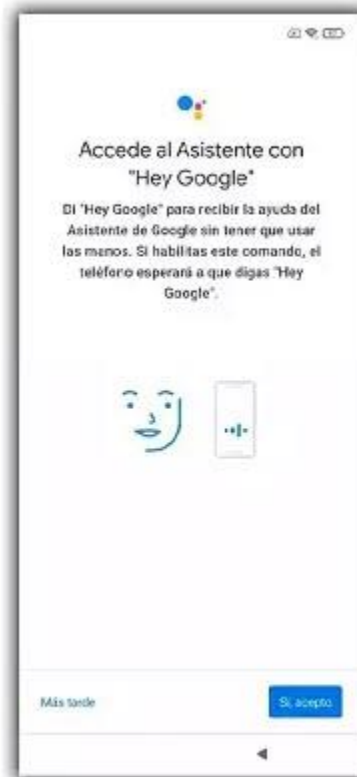 Accede al Asistente con
"Hey Google"
Di "Hey Google" para recibir la ayuda del
Asistente de Google sin tener que usar
las manos. Si habilitas este comando, el
teléfono esperará a que digas "Hey
Google".
Más tarde
Sí, acepto